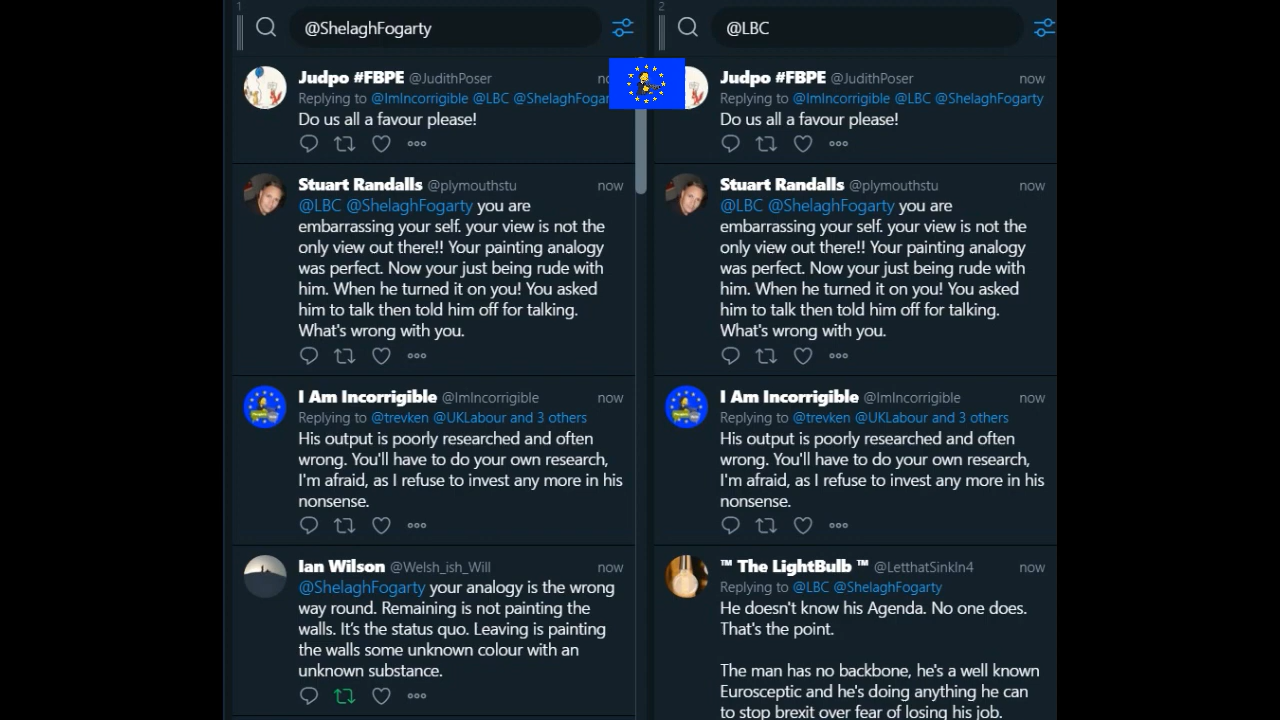 1
@ShelaghFogarty
Judpo #FBPE @JudithPoser
Replying to @ImIncorrigible @LBC
Do us all a favour please!
Stuart Randalls @plymouthstu now
@LBC @ShelaghFogarty you are
embarrassing your self. your view is not the
only view out there!! Your painting analogy
was perfect. Now your just being rude with
him. When he turned it on you! You asked
him to talk then told him off for talking.
What's wrong with you.
I Am Incorrigible @ImIncorrigible now
Replying to @trevken @UKLabour and 3 others
His output is poorly researched and often
wrong. You'll have to do your own research,
I'm afraid, as I refuse to invest any more in his
nonsense.
Ian Wilson @Welsh_ish_Will now
@ShelaghFogarty your analogy is the wrong
way round. Remaining is not painting the
walls. It's the status quo. Leaving is painting
the walls some unknown colour with an
unknown substance.
2
@LBC
Judpo #FBPE @JudithPoser now
Replying to @ImIncorrigible @LBC @ShelaghFogarty
Do us all a favour please!
Stuart Randalls @plymouthstu now
@LBC @ShelaghFogarty you are
embarrassing your self. your view is not the
only view out there!! Your painting analogy
was perfect. Now your just being rude with
him. When he turned it on you! You asked
him to talk then told him off for talking.
What's wrong with you.
I Am Incorrigible @ImIncorrigible now
Replying to @trevken @UKLabour and 3 others
His output is poorly researched and often
wrong. You'll have to do your own research,
I'm afraid, as I refuse to invest any more in his
nonsense.
™ The LightBulb ™ @LetthatSinkIn4 now
Replying to @LBC @ShelaghFogarty
He doesn't know his Agenda. No one does.
That's the point.
The man has no backbone, he's a well known
Eurosceptic and he's doing anything he can
to stop brexit over fear of losing his job.